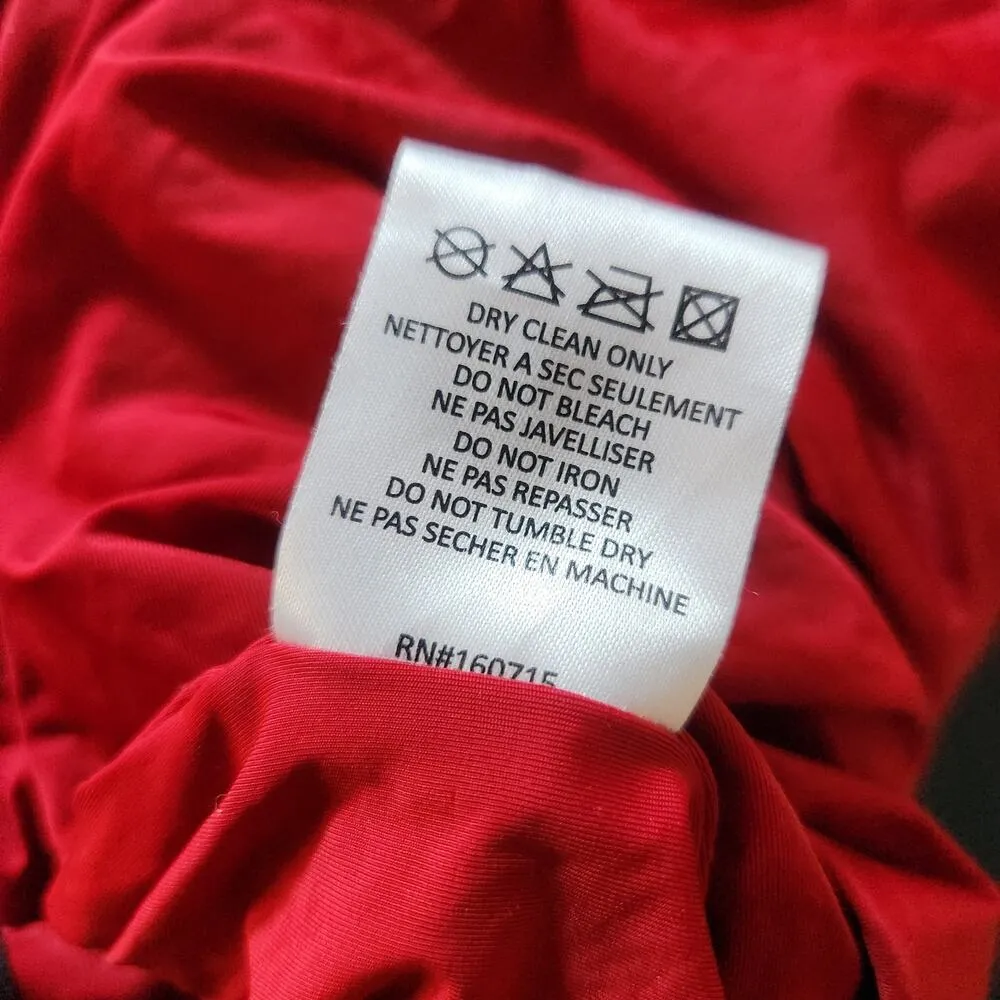 DRY CLEAN ONLY
NETTOYER A SEC SEULEMENT
DO NOT BLEACH
NE PAS JAVELLISER
DO NOT IRON
NE PAS REPASSER
DO NOT TUMBLE DRY
NE PAS SECHER EN MACHINE
RN#160715